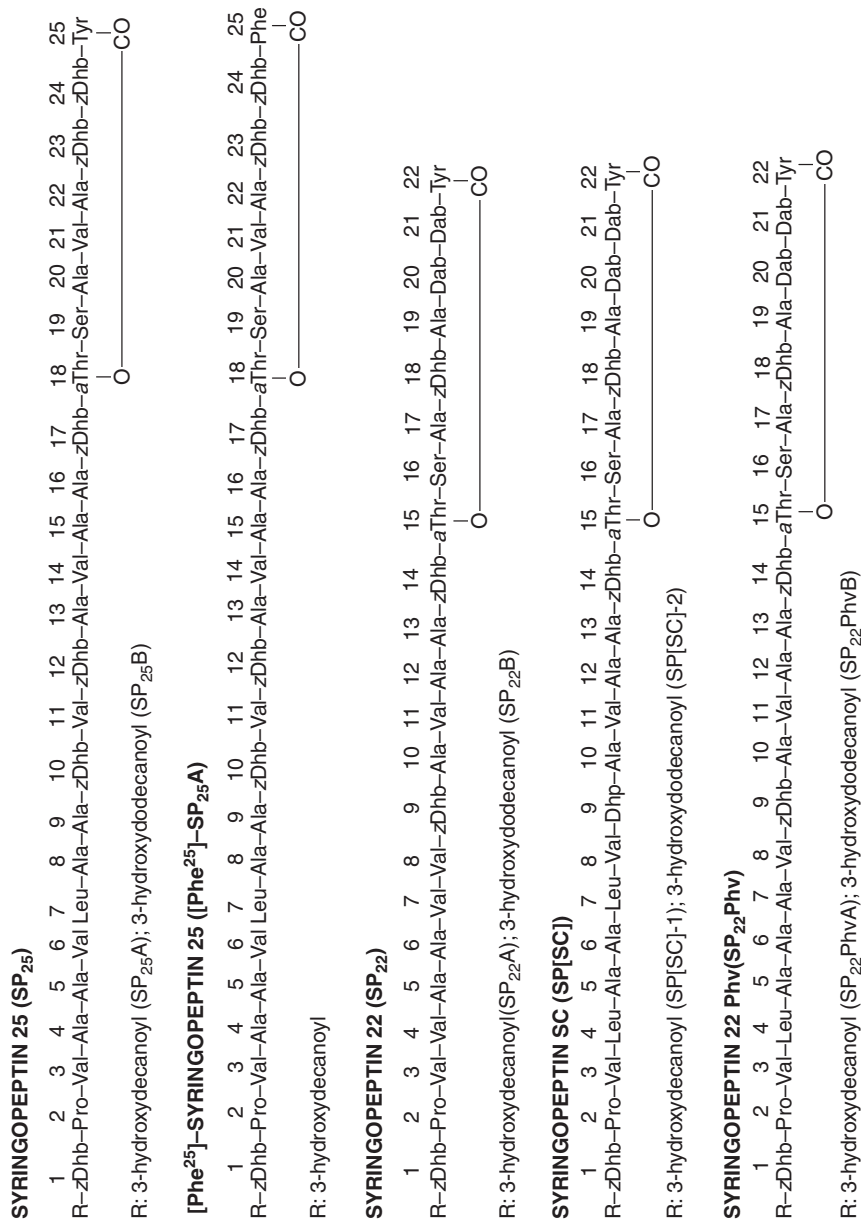 SYRINGOPEPTIN 25 (SP25)
1 2 3 4 5 6 7 8 9 10 11 12 13 14 15 16 17 18 19 20 21 22 23 24 25
R–zDhb–Pro–Val–Ala–Ala–Val Leu–Ala–Ala–zDhb–Val–zDhb–Ala–Val–Ala–Ala–zDhb–aThr–Ser–Ala–Val–Ala–zDhb–zDhb–Tyr
O CO
R: 3-hydroxydecanoyl (SP25A); 3-hydroxydodecanoyl (SP25B)
[Phe25]–SYRINGOPEPTIN 25 ([Phe25]–SP25A)
1 2 3 4 5 6 7 8 9 10 11 12 13 14 15 16 17 18 19 20 21 22 23 24 25
R–zDhb–Pro–Val–Ala–Ala–Val Leu–Ala–Ala–zDhb–Val–zDhb–Ala–Val–Ala–Ala–zDhb–aThr–Ser–Ala–Val–Ala–zDhb–zDhb–Phe
O CO
R: 3-hydroxydecanoyl
SYRINGOPEPTIN 22 (SP22)
1 2 3 4 5 6 7 8 9 10 11 12 13 14 15 16 17 18 19 20 21 22
R–zDhb–Pro–Val–Val–Ala–Ala–Val–Val–zDhb–Ala–Val–Ala–Ala–zDhb–aThr–Ser–Ala–zDhb–Ala–Dab–Dab–Tyr
O CO
R: 3-hydroxydecanoyl(SP22A); 3-hydroxydodecanoyl (SP22B)
SYRINGOPEPTIN SC (SP[SC])
1 2 3 4 5 6 7 8 9 10 11 12 13 14 15 16 17 18 19 20 21 22
R–zDhb–Pro–Val–Leu–Ala–Ala–Leu–Val–Dhp–Ala–Val–Ala–Ala–zDhb–aThr–Ser–Ala–zDhb–Ala–Dab–Dab–Tyr
O CO
R: 3-hydroxydecanoyl (SP[SC]-1); 3-hydroxydodecanoyl (SP[SC]-2)
SYRINGOPEPTIN 22 Phv(SP22Phv)
1 2 3 4 5 6 7 8 9 10 11 12 13 14 15 16 17 18 19 20 21 22
R–zDhb–Pro–Val–Leu–Ala–Ala–Ala–Val–zDhb–Ala–Val–Ala–Ala–zDhb–aThr–Ser–Ala–zDhb–Ala–Dab–Dab–Tyr
O CO
R: 3-hydroxydecanoyl (SP22PhvA); 3-hydroxydodecanoyl (SP22PhvB)